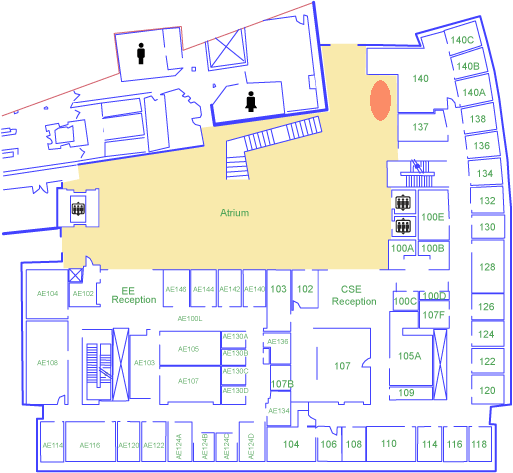 140C
140B
140
140A
138
137
136
134
132
100E
Atrium
130
100A
100B
128
EE
Reception
CSE
Reception
AE104
AE102
AE146
AE144
AE142
AE140
103
102
100C
100D
126
107F
AE100L
AE108
AE103
AE105
AE130A
AE130B
AE136
124
105A
107
122
AE107
AE130C
AE130D
107B
109
120
AE134
AE114
AE116
AE120
AE122
AE124A
AE124B
AE124C
AE124D
104
106
108
110
114
116
118